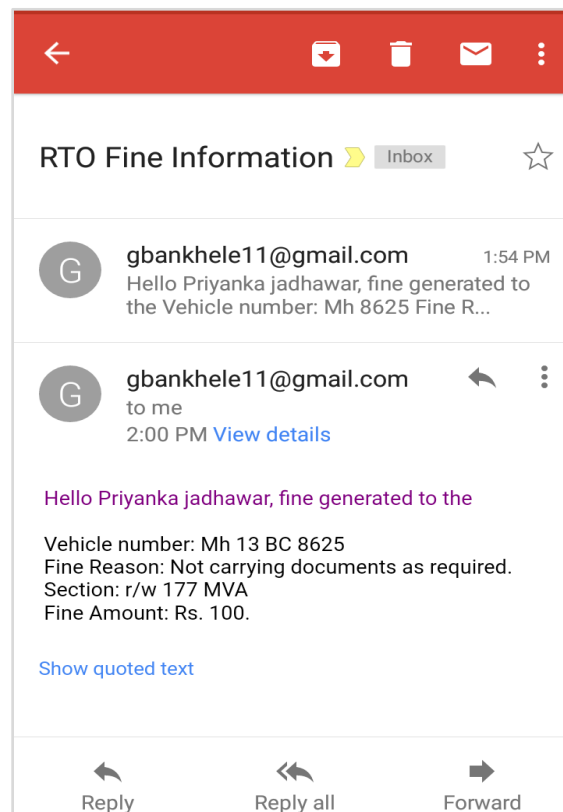 RTO Fine Information Inbox
G
gbankhele11@gmail.com 1:54 PM
Hello Priyanka jadhawar, fine generated to
the Vehicle number: Mh 8625 Fine R...
G
gbankhele11@gmail.com
to me
2:00 PM View details
Hello Priyanka jadhawar, fine generated to the
Vehicle number: Mh 13 BC 8625
Fine Reason: Not carrying documents as required.
Section: r/w 177 MVA
Fine Amount: Rs. 100.
Show quoted text
Reply Reply all Forward